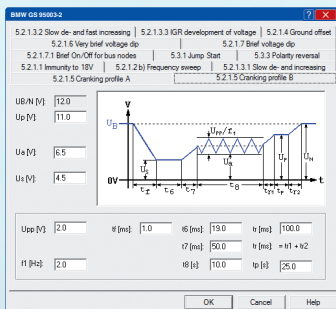 BMW GS 95003-2
5.2.1.3.2 Slow de- and fast increasing
5.2.1.3.3 IGR development of voltage
5.2.1.4 Ground offset
5.2.1.6 Very brief voltage dip
5.2.1.7 Brief voltage dip
5.2.1.7.1 Brief On/Off for bus nodes
5.3.1 Jump Start
5.3.3 Polarity reversal
5.2.1.1 Immunity to 18V
5.2.1.2.b) Frequency sweep
5.2.1.3.1 Slow de- and increasing
5.2.1.5 Cranking profile A
5.2.1.5 Cranking profile B
UB/N [V]: 12.0
Up [V]: 11.0
Ua [V]: 6.5
Us [V]: 4.5
V
UB
UPP/f1
US
UA
UP
UN
0V
t
tf
t6
t7
t8
tr1
tP
tr2
Upp [V]: 2.0
tf [ms]: 1.0
t6 [ms]: 19.0
tr [ms]: 100.0
t7 [ms]: 50.0
tr [ms] = tr1 + tr2
f1 [Hz]: 2.0
t8 [s]: 10.0
tp [s]: 25.0
OK
Cancel
Help